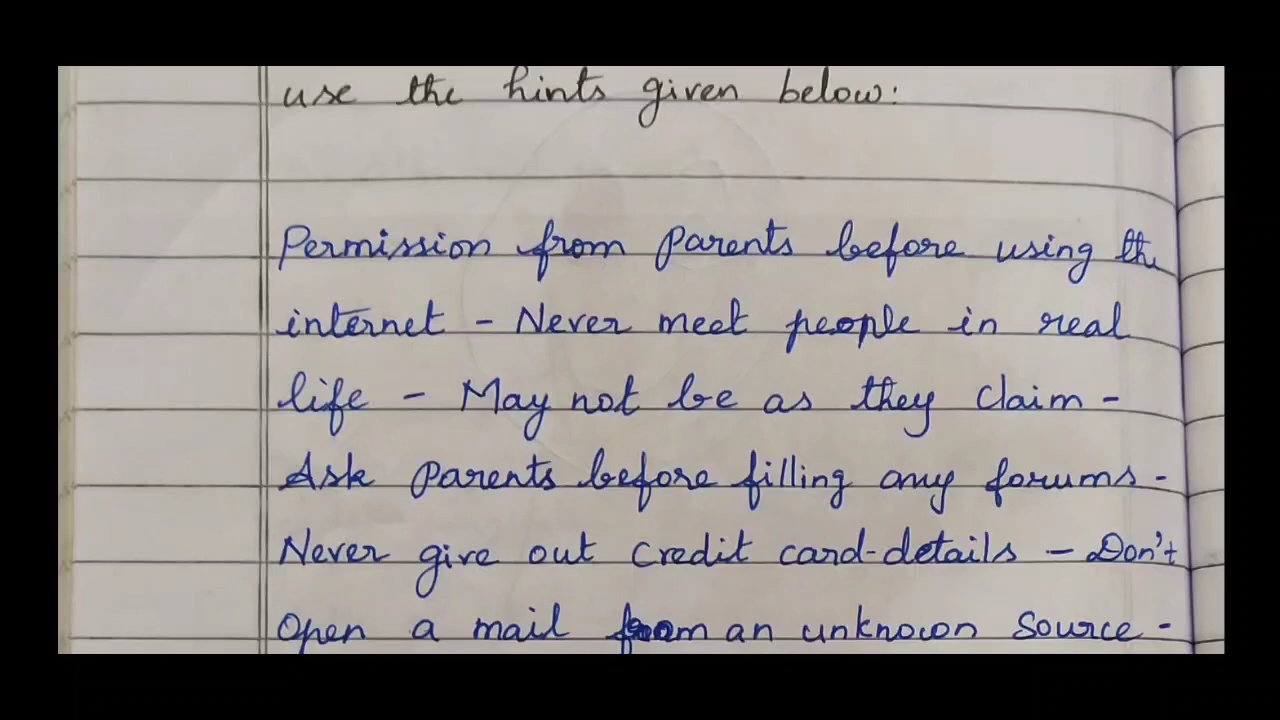 use the hints given below:
Permission from parents before using the
internet - Never meet people in real
life - May not be as they claim -
Ask parents before filling any forums -
Never give out credit card-details - Don't
open a mail from an unknown source -